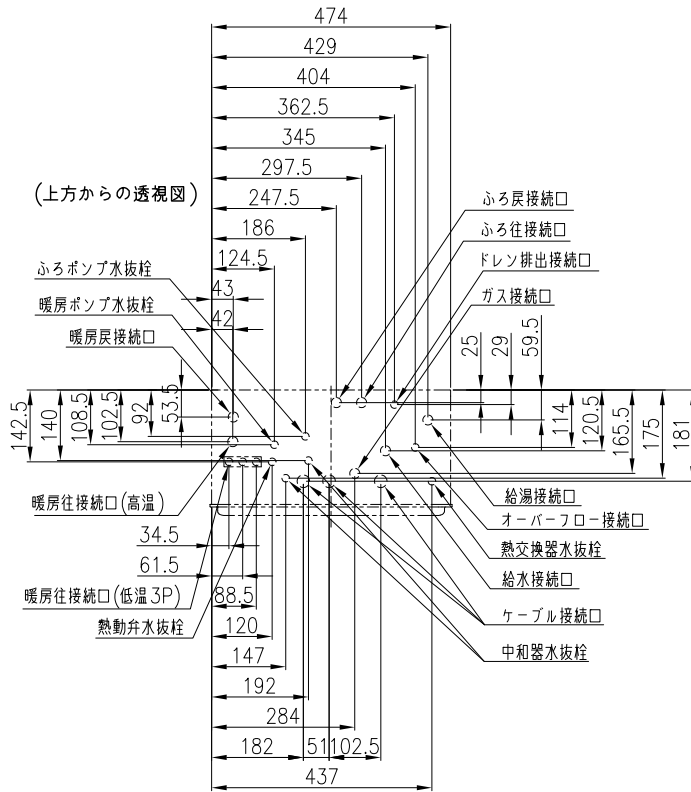 474
429
404
362.5
345
297.5
(上方からの透視図)
247.5
ふろ戻接続口
186
ふろ往接続口
124.5
ドレン排出接続口
ふろポンプ水抜栓
43
ガス接続口
暖房ポンプ水抜栓
42
暖房戻接続口
25
29
59.5
142.5
140
108.5
102.5
92
53.5
114
120.5
165.5
175
181
暖房往接続口(高温)
給湯接続口
オーバーフロー接続口
34.5
熱交換器水抜栓
61.5
給水接続口
暖房往接続口(低温3P)
88.5
ケーブル接続口
熱動弁水抜栓
120
147
中和器水抜栓
192
284
182
51
102.5
437